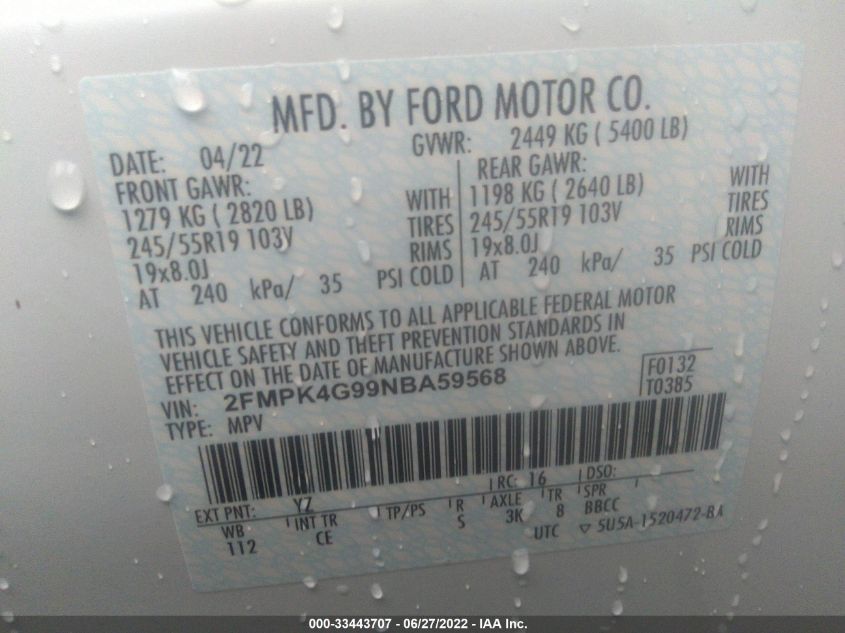 MFD. BY FORD MOTOR CO.
DATE: 04/22 GVWR: 2449 KG ( 5400 LB)
FRONT GAWR: REAR GAWR:
1279 KG ( 2820 LB) WITH 1198 KG ( 2640 LB) WITH
245/55R19 103V TIRES 245/55R19 103V TIRES
19x8.0J RIMS 19x8.0J RIMS
AT 240 kPa/ 35 PSI COLD AT 240 kPa/ 35 PSI COLD
THIS VEHICLE CONFORMS TO ALL APPLICABLE FEDERAL MOTOR
VEHICLE SAFETY AND THEFT PREVENTION STANDARDS IN
EFFECT ON THE DATE OF MANUFACTURE SHOWN ABOVE.
VIN: 2FMPK4G99NBA59568 F0132
TYPE: MPV T0385
EXT PNT: YZ RC: 16 DSO:
WB INT TR TP/PS R AXLE TR SPR
112 CE S 3K 8 BBCC
UTC ▽ 5U5A-1520472-BA
000-33443707 - 06/27/2022 - IAA Inc.